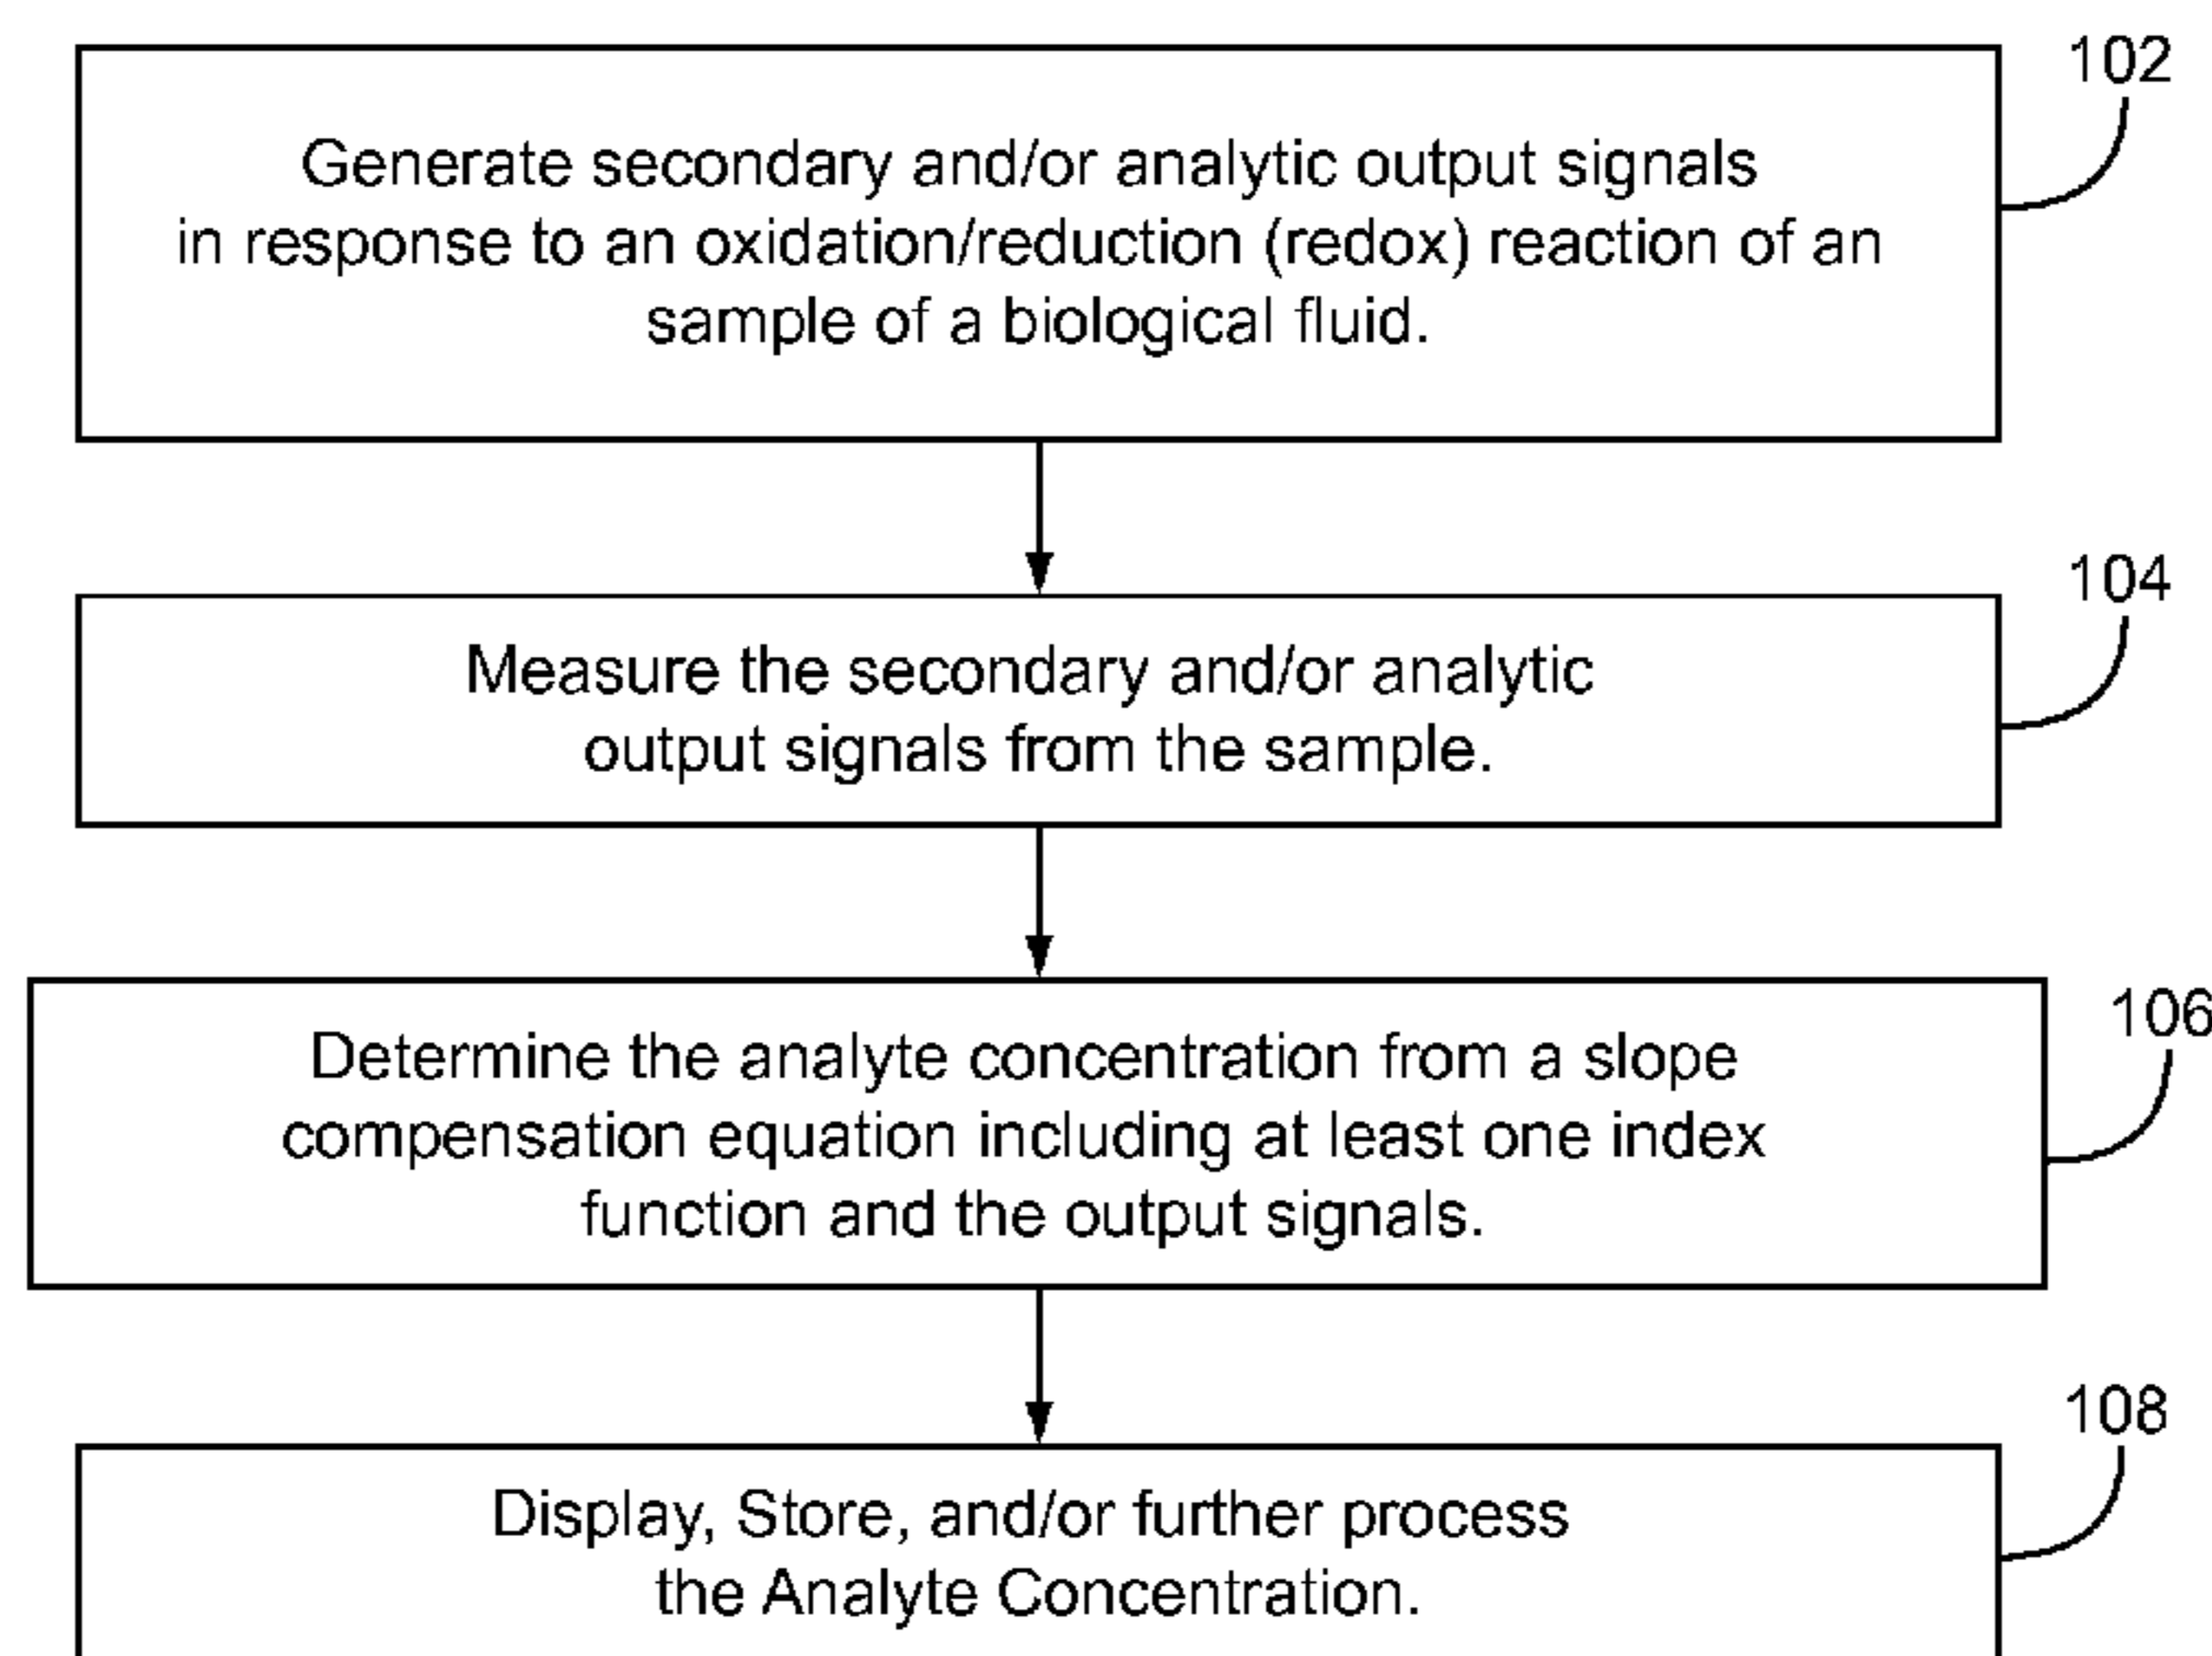 102
Generate secondary and/or analytic output signals
in response to an oxidation/reduction (redox) reaction of an
sample of a biological fluid.
104
Measure the secondary and/or analytic
output signals from the sample.
106
Determine the analyte concentration from a slope
compensation equation including at least one index
function and the output signals.
108
Display, Store, and/or further process
the Analyte Concentration.